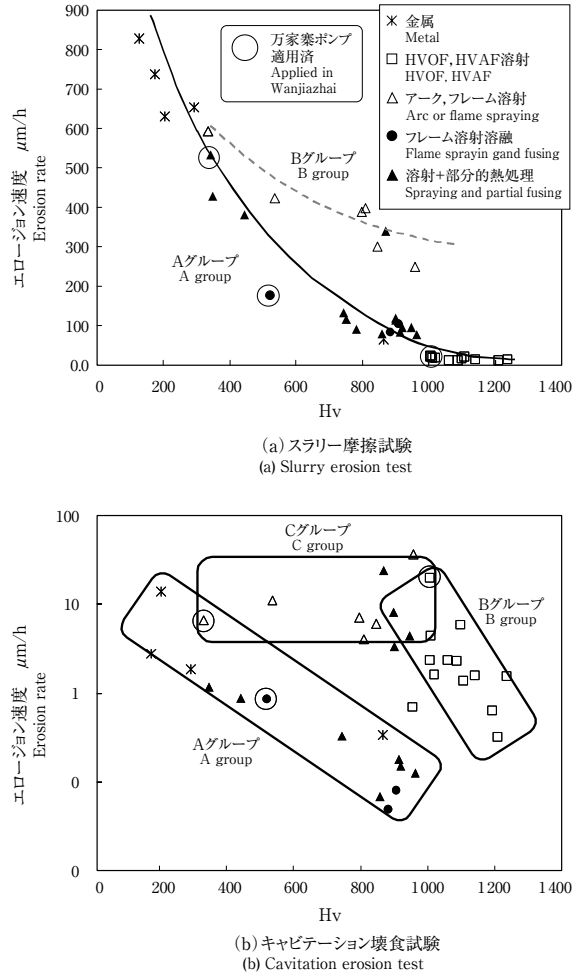 (a)
エロージョン速度 μm/h
Erosion rate
900
800
700
600
500
400
300
200
100
0.0
0
200
400
600
800
1000
1200
1400
Hv
万家寨ポンプ
適用済
Applied in
Wanjiazhai
金属
Metal
HVOF, HVAF溶射
HVOF, HVAF
アーク,フレーム溶射
Arc or flame spraying
フレーム溶射溶融
Flame sprayin gand fusing
溶射+部分的熱処理
Spraying and partial fusing
Bグループ
B group
Aグループ
A group
(a)スラリー摩擦試験
(a) Slurry erosion test
(b)
エロージョン速度 μm/h
Erosion rate
100
10
1
0
0
0
200
400
600
800
1000
1200
1400
Hv
Cグループ
C group
Bグループ
B group
Aグループ
A group
(b)キャビテーション壊食試験
(b) Cavitation erosion test